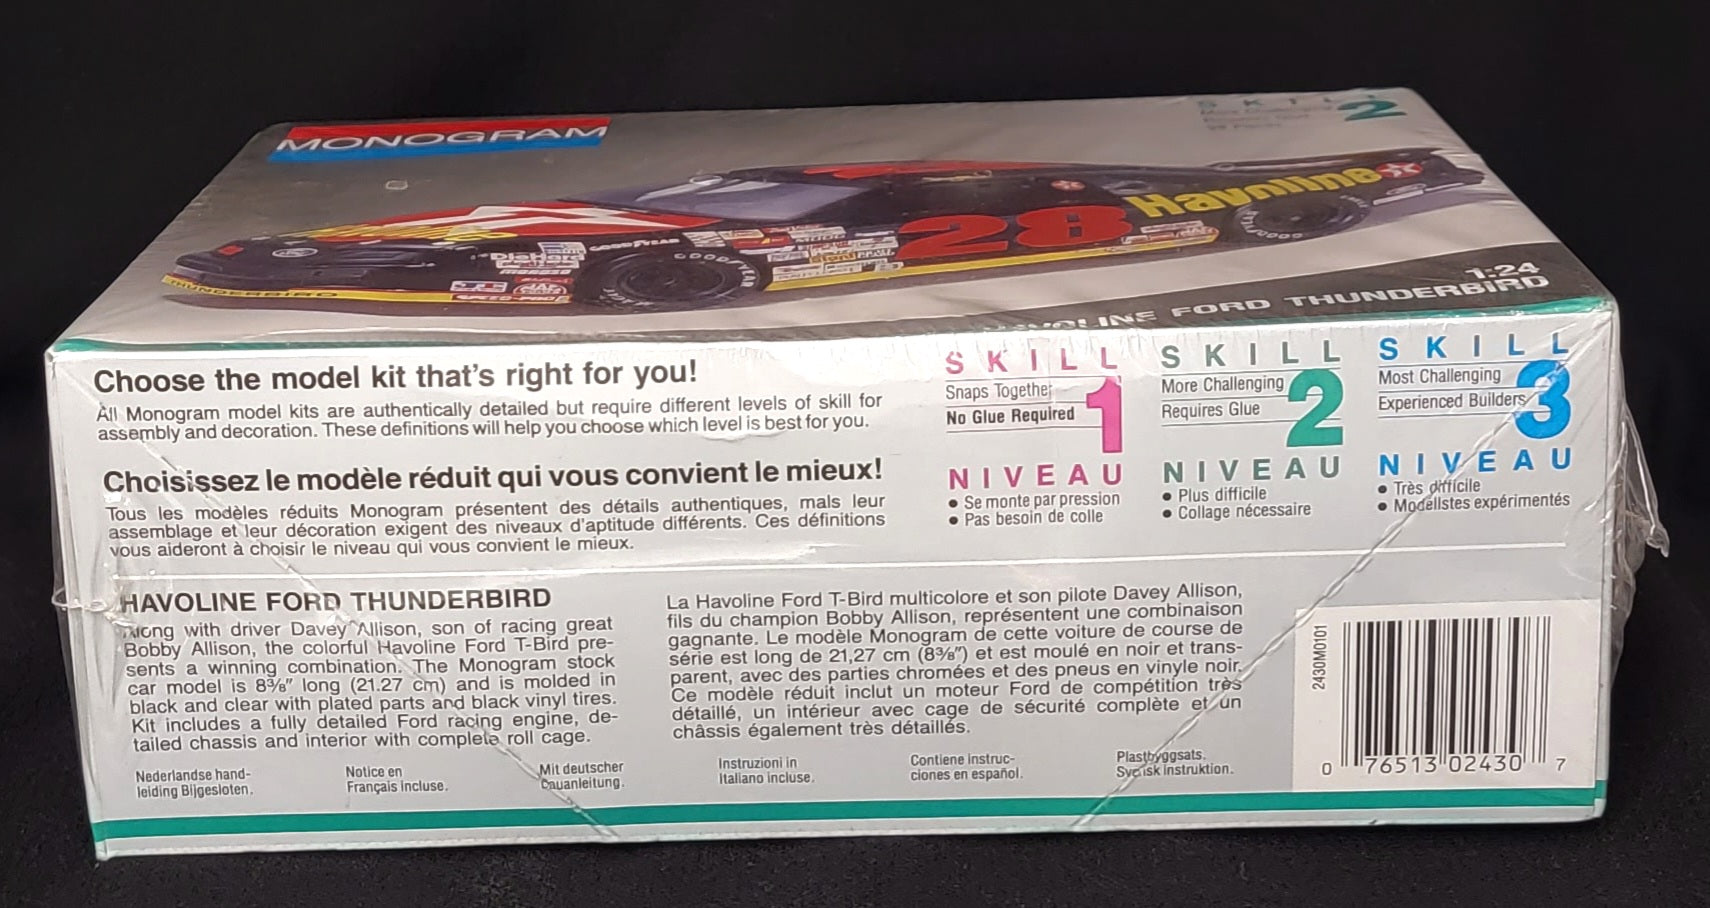 MONOGRAM
SKILL 2
28
Havoline
DieHard
GOODYEAR
GOODYEAR
THUNDERBIRD
SPEED-PRO
1:24
FORD THUNDERBIRD
Choose the model kit that's right for you!
All Monogram model kits are authentically detailed but require different levels of skill for
assembly and decoration. These definitions will help you choose which level is best for you.
Choisissez le modèle réduit qui vous convient le mieux!
Tous les modèles réduits Monogram présentent des détails authentiques, mais leur
assemblage et leur décoration exigent des niveaux d'aptitude différents. Ces définitions
vous aideront à choisir le niveau qui vous convient le mieux.
SKILL 1
Snaps Together
No Glue Required
NIVEAU
• Se monte par pression
• Pas besoin de colle
SKILL 2
More Challenging
Requires Glue
NIVEAU
• Plus difficile
• Collage nécessaire
SKILL 3
Most Challenging
Experienced Builders
NIVEAU
• Très difficile
• Modélistes expérimentés
HAVOLINE FORD THUNDERBIRD
Along with driver Davey Allison, son of racing great
Bobby Allison, the colorful Havoline Ford T-Bird pre-
sents a winning combination. The Monogram stock
car model is 8⅜" long (21.27 cm) and is molded in
black and clear with plated parts and black vinyl tires.
Kit includes a fully detailed Ford racing engine, de-
tailed chassis and interior with complete roll cage.
La Havoline Ford T-Bird multicolore et son pilote Davey Allison,
fils du champion Bobby Allison, représentent une combinaison
gagnante. Le modèle Monogram de cette voiture de course de
série est long de 21,27 cm (8⅜") et est moulé en noir et trans-
parent, avec des parties chromées et des pneus en vinyle noir.
Ce modèle réduit inclut un moteur Ford de compétition très
détaillé, un intérieur avec cage de sécurité complète et un
châssis également très détaillés.
Nederlandse hand-
leiding Bijgesloten.
Notice en
Français Incluse.
Mit deutscher
Bauanleitung.
Instruzioni in
Italiano incluse.
Contiene instruc-
ciones en español.
Plastbyggsats.
Svensk Instruktion.
2430M0101
0 76513 02430 7